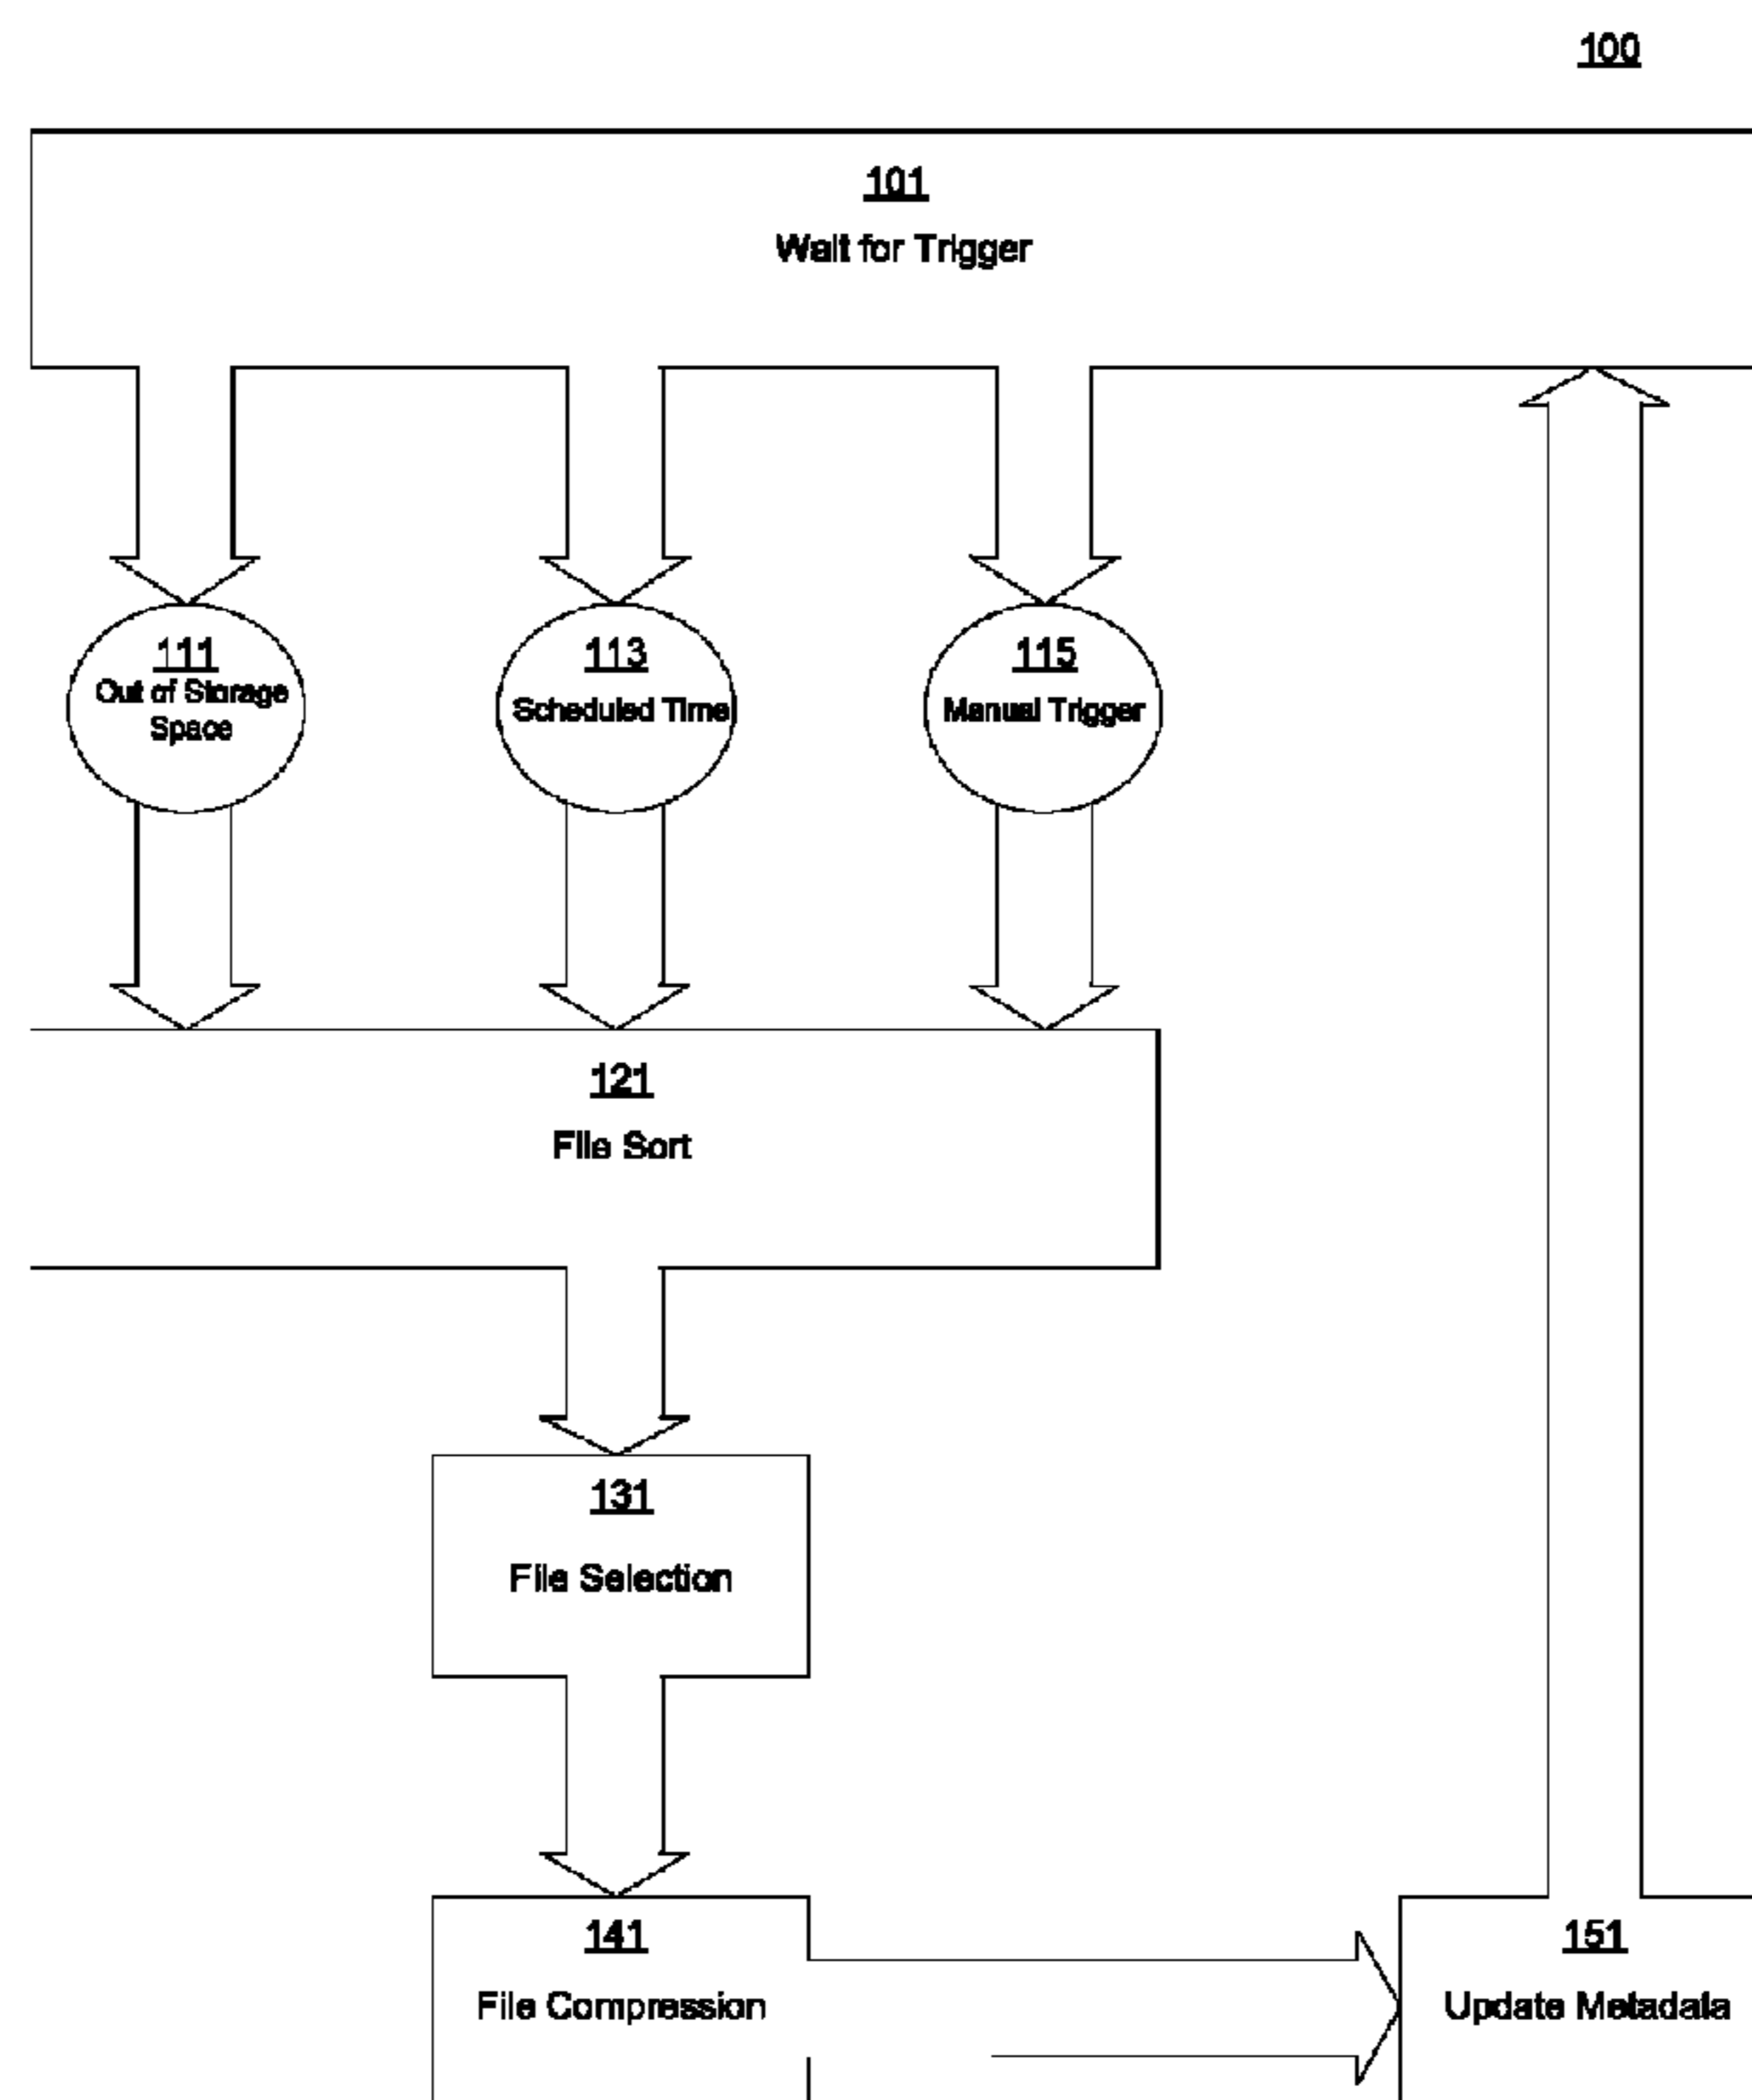 100
101
Wait for Trigger
111
Out of Storage
Space
113
Scheduled Time
115
Manual Trigger
121
File Sort
131
File Selection
141
File Compression
151
Update Metadata